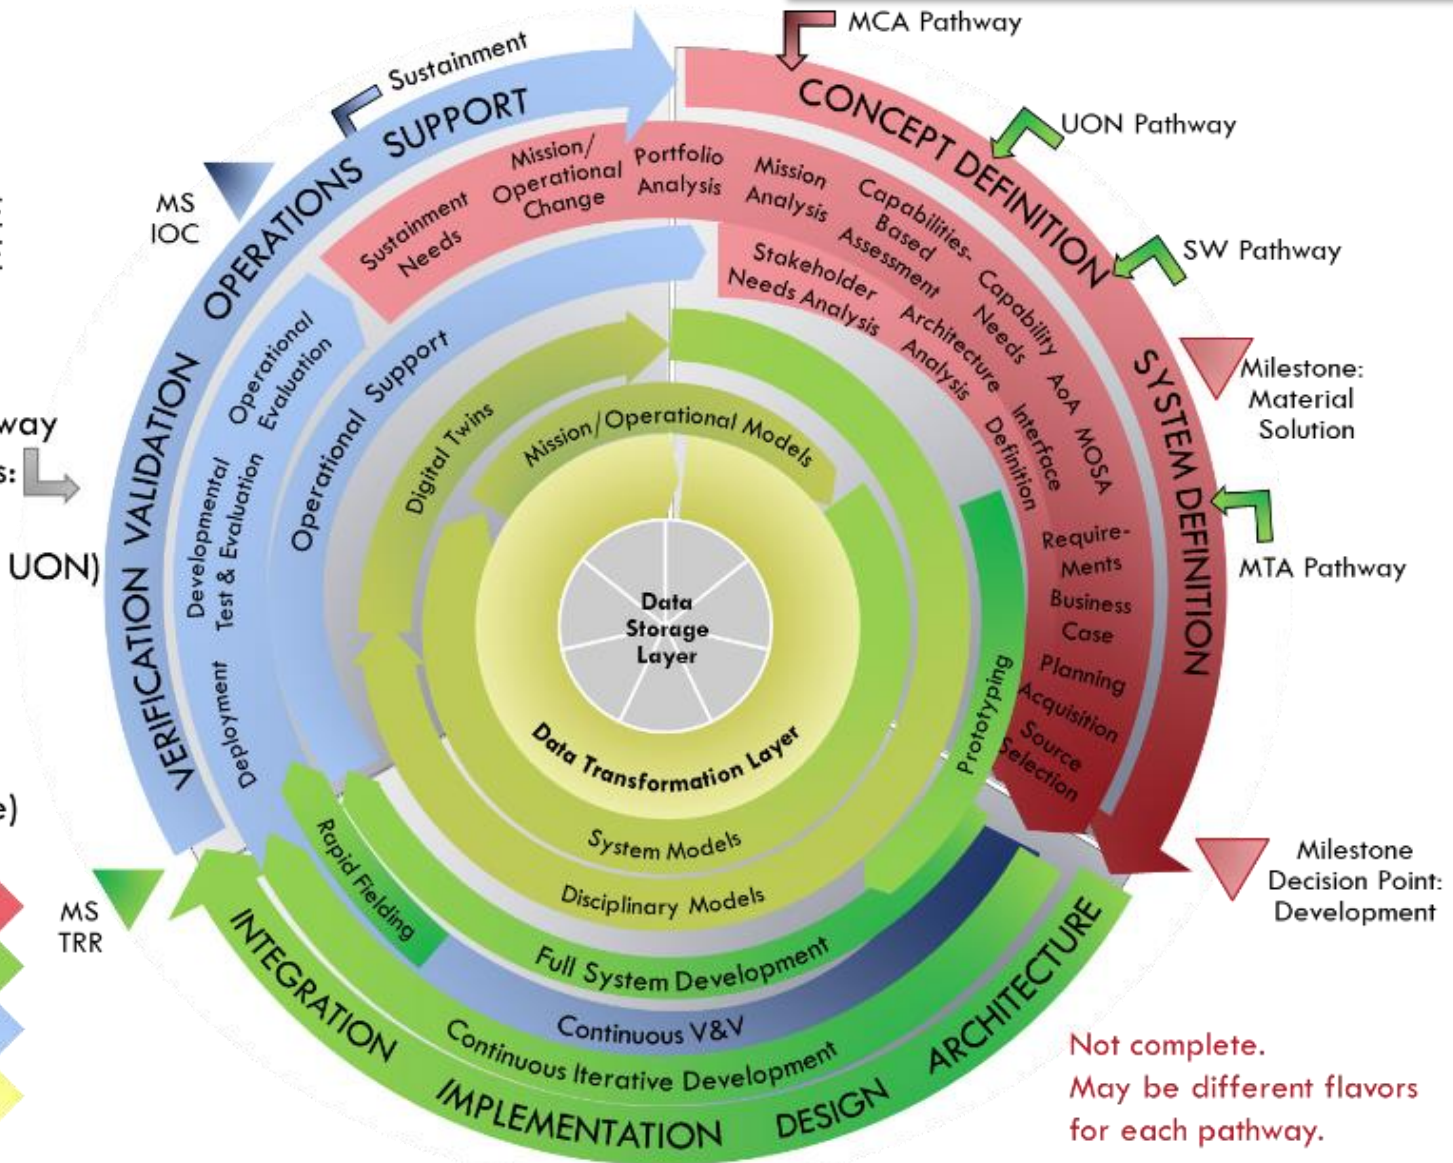 MCA Pathway
UON Pathway
SW Pathway
Milestone:
Material
Solution
MTA Pathway
Milestone
Decision Point:
Development
Sustainment
MS
IOC
way
s:
UON)
e)
MS
TRR
CONCEPT DEFINITION
SYSTEM DEFINITION
ARCHITECTURE
DESIGN
IMPLEMENTATION
INTEGRATION
VERIFICATION
VALIDATION
OPERATIONS
SUPPORT
Sustainment
Needs
Mission/
Operational
Change
Portfolio
Analysis
Mission
Analysis
Capabilities-
Based
Assessment
Capability
Needs
AoA
MOSA
Stakeholder
Needs Analysis
Architecture
Analysis
Interface
Definition
Require-
Ments
Business
Case
Planning
Acquisition
Source
Selection
Prototyping
Operational
Evaluation
Developmental
Test & Evaluation
Deployment
Operational Support
Digital Twins
Mission/Operational Models
Data
Storage
Layer
Data Transformation Layer
System Models
Disciplinary Models
Rapid Fielding
Full System Development
Continuous V&V
Continuous Iterative Development
Not complete.
May be different flavors
for each pathway.